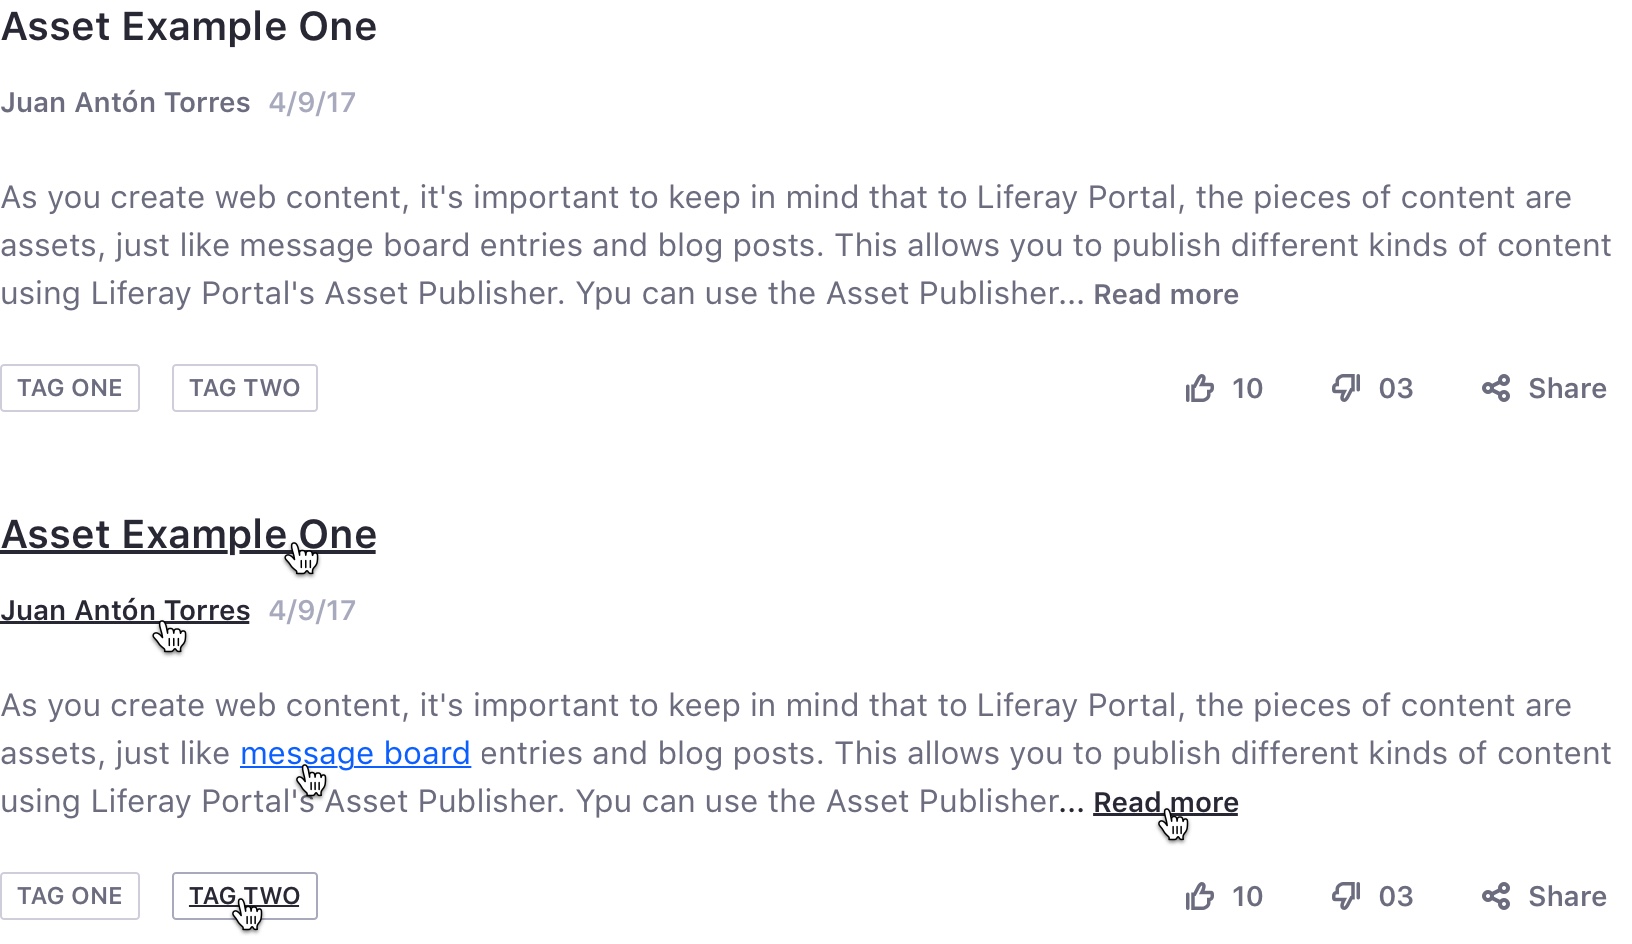 Asset Example One
Juan Antón Torres 4/9/17
As you create web content, it's important to keep in mind that to Liferay Portal, the pieces of content are
assets, just like message board entries and blog posts. This allows you to publish different kinds of content
using Liferay Portal's Asset Publisher. Ypu can use the Asset Publisher... Read more
TAG ONE TAG TWO 10 03 Share
Asset Example One
Juan Antón Torres 4/9/17
As you create web content, it's important to keep in mind that to Liferay Portal, the pieces of content are
assets, just like message board entries and blog posts. This allows you to publish different kinds of content
using Liferay Portal's Asset Publisher. Ypu can use the Asset Publisher... Read more
TAG ONE TAG TWO 10 03 Share